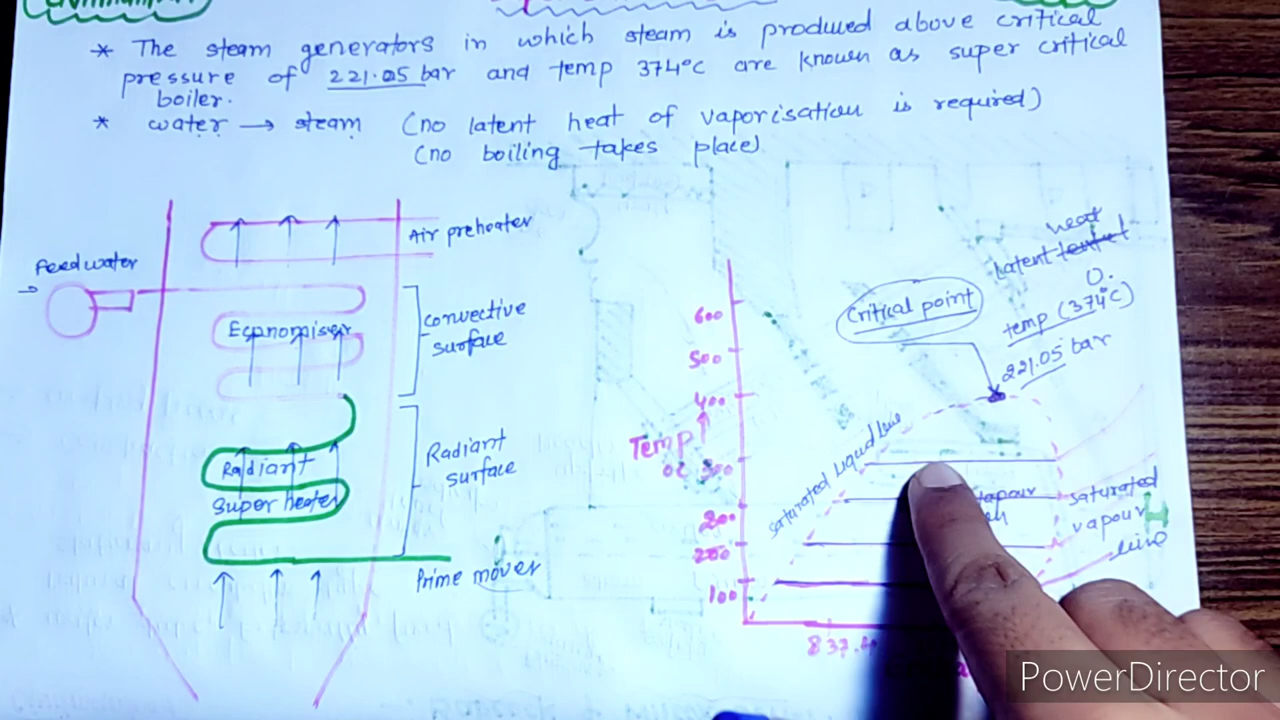 * The steam generators in which steam is produced above critical
pressure of 221.05 bar and temp 374°C are known as super critical
boiler.
* water → steam (no latent heat of vaporisation is required)
(no boiling takes place)
Air preheater
Feedwater
Economiser
Convective
surface
Radiant
Super heater
Radiant
surface
Prime mover
heat
Latent
0.
Critical point
temp (374°C)
221.05 bar
600
500
400
Temp
oc 300
200
200
100
saturated liquid line
vapour
saturated
vapour
line
PowerDirector